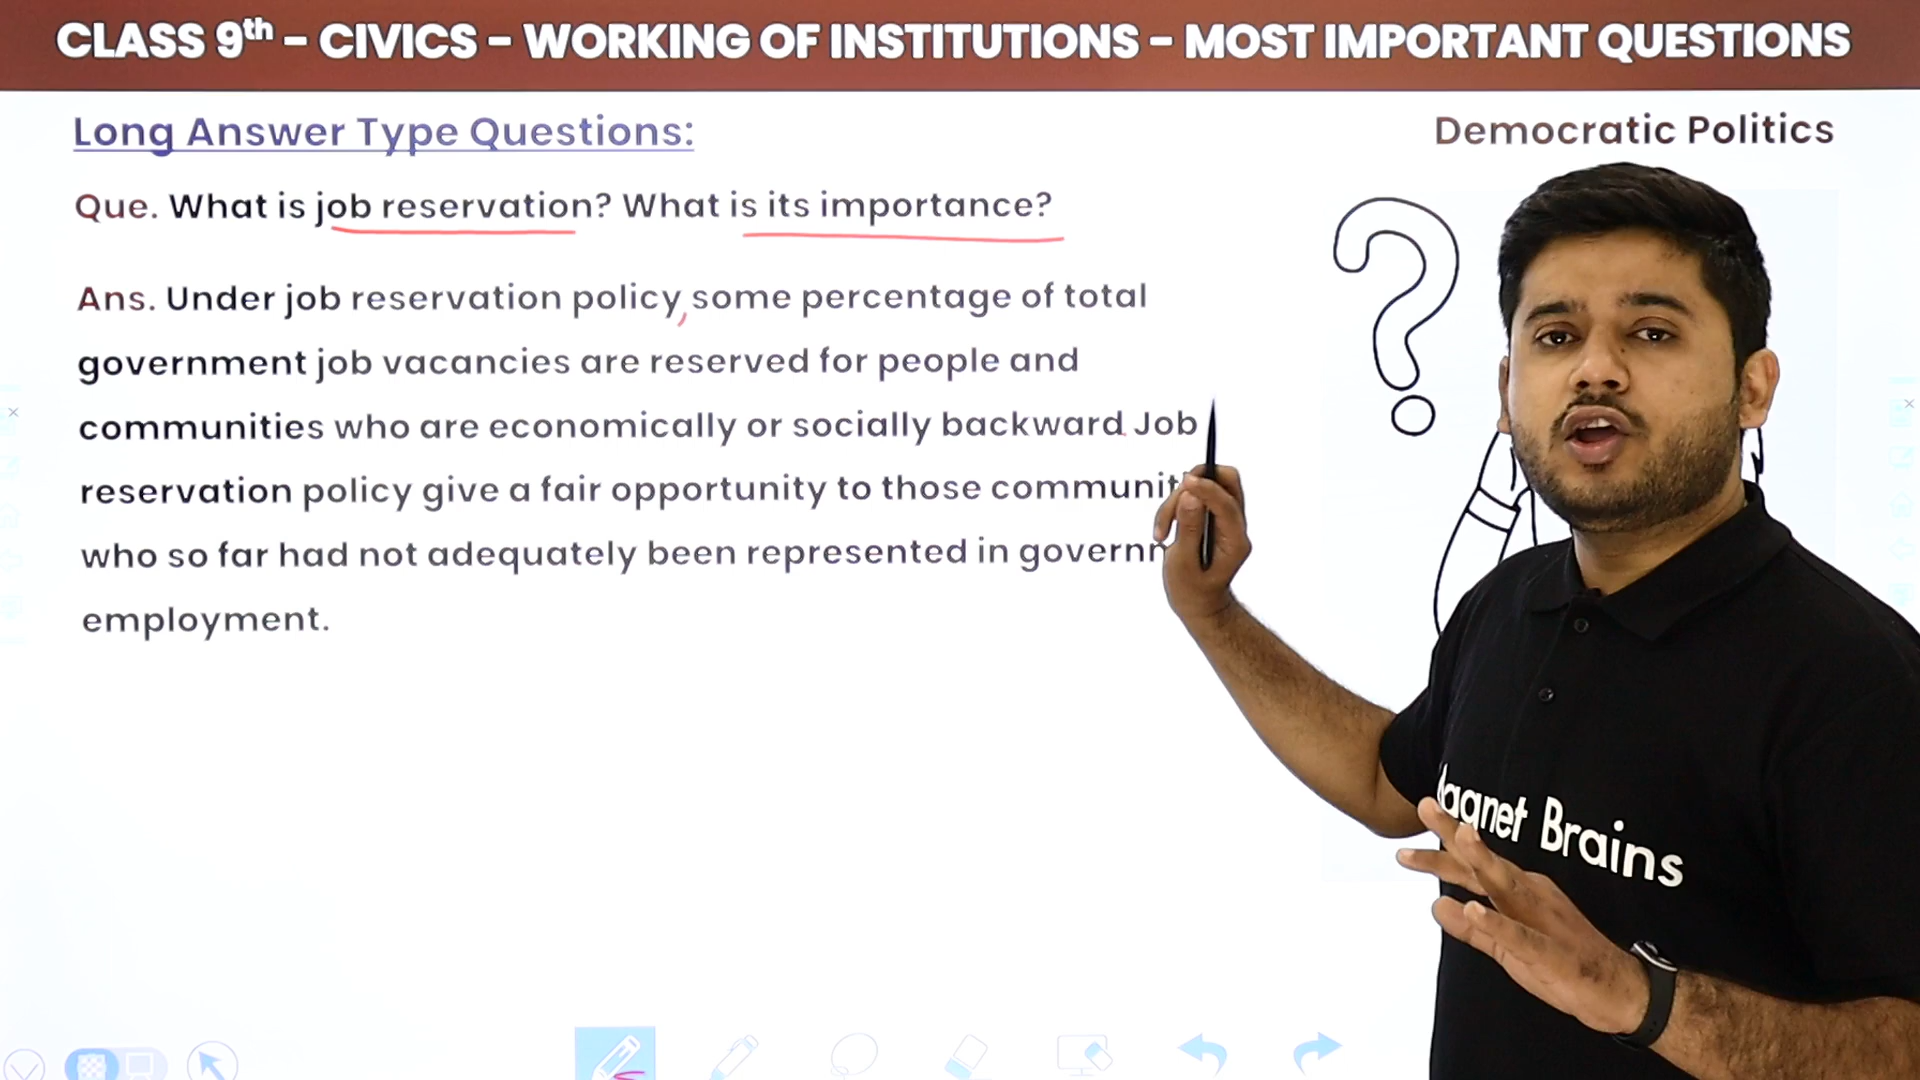 CLASS 9th - CIVICS - WORKING OF INSTITUTIONS - MOST IMPORTANT QUESTIONS
Long Answer Type Questions:
Democratic Politics
Que. What is job reservation? What is its importance?
Ans. Under job reservation policy, some percentage of total
government job vacancies are reserved for people and
communities who are economically or socially backward. Job
reservation policy give a fair opportunity to those
who so far had not adequately been represented in
employment.
Brains